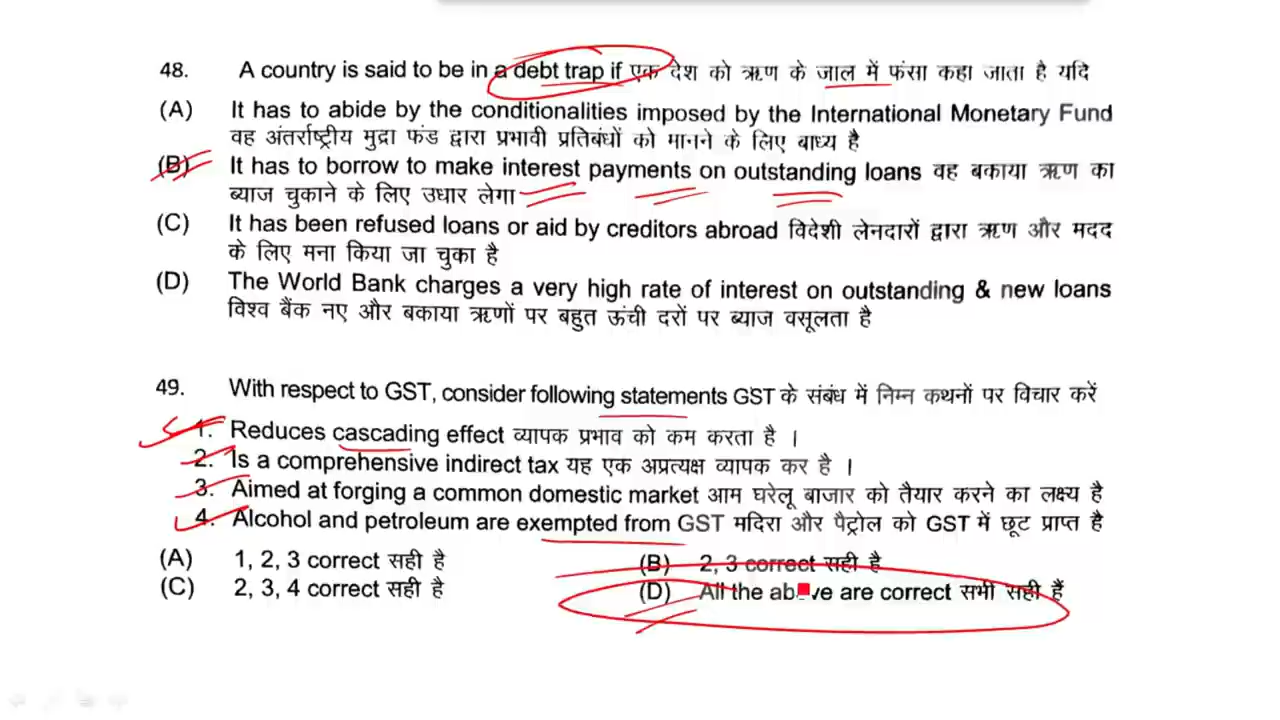 48. A country is said to be in a debt trap if एक देश को ऋण के जाल में फंसा कहा जाता है यदि
(A) It has to abide by the conditionalities imposed by the International Monetary Fund
वह अंतर्राष्ट्रीय मुद्रा फंड द्वारा प्रभावी प्रतिबंधों को मानने के लिए बाध्य है
(B) It has to borrow to make interest payments on outstanding loans वह बकाया ऋण का
ब्याज चुकाने के लिए उधार लेगा
(C) It has been refused loans or aid by creditors abroad विदेशी लेनदारों द्वारा ऋण और मदद
के लिए मना किया जा चुका है
(D) The World Bank charges a very high rate of interest on outstanding & new loans
विश्व बैंक नए और बकाया ऋणों पर बहुत ऊंची दरों पर ब्याज वसूलता है
49. With respect to GST, consider following statements GST के संबंध में निम्न कथनों पर विचार करें
1. Reduces cascading effect व्यापक प्रभाव को कम करता है ।
2. Is a comprehensive indirect tax यह एक अप्रत्यक्ष व्यापक कर है ।
3. Aimed at forging a common domestic market आम घरेलू बाजार को तैयार करने का लक्ष्य है
4. Alcohol and petroleum are exempted from GST मदिरा और पैट्रोल को GST में छूट प्राप्त है
(A) 1, 2, 3 correct सही है (B) 2, 3 correct सही है
(C) 2, 3, 4 correct सही है (D) All the above are correct सभी सही हैं